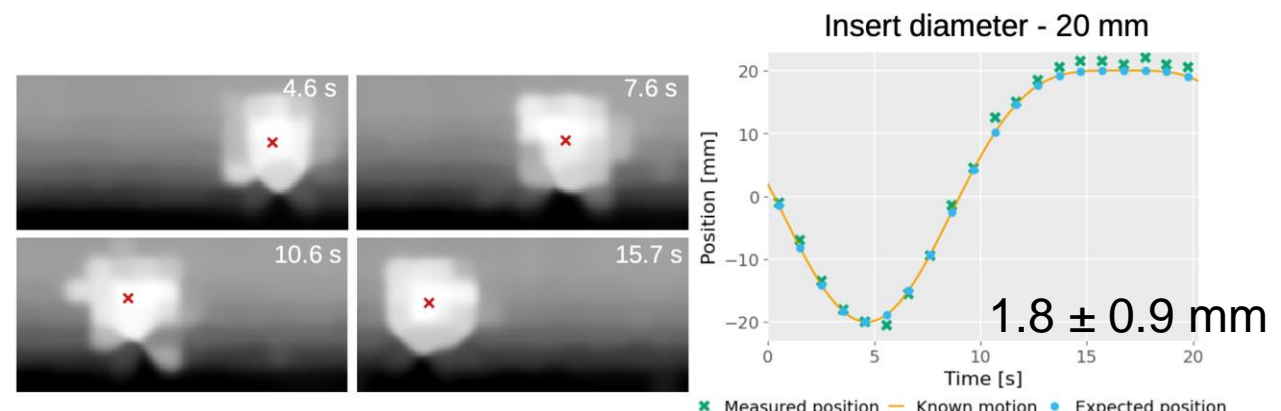 Insert diameter - 20 mm
4.6 s
7.6 s
10.6 s
15.7 s
Position [mm]
20
10
0
−10
−20
1.8 ± 0.9 mm
0 5 10 15 20
Time [s]
Measured position Known motion Expected position